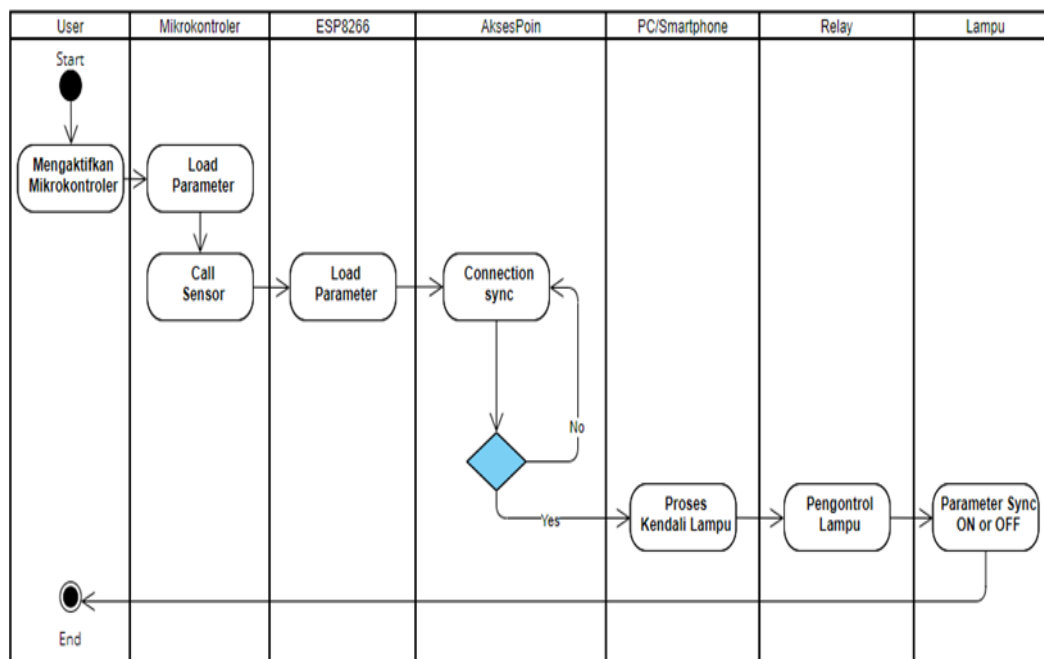 User
Mikrokontroler
ESP8266
AksesPoin
PC/Smartphone
Relay
Lampu
Start
Mengaktifkan
Mikrokontroler
Load
Parameter
Call
Sensor
Load
Parameter
Connection
sync
No
Yes
Proses
Kendali Lampu
Pengontrol
Lampu
Parameter Sync
ON or OFF
End